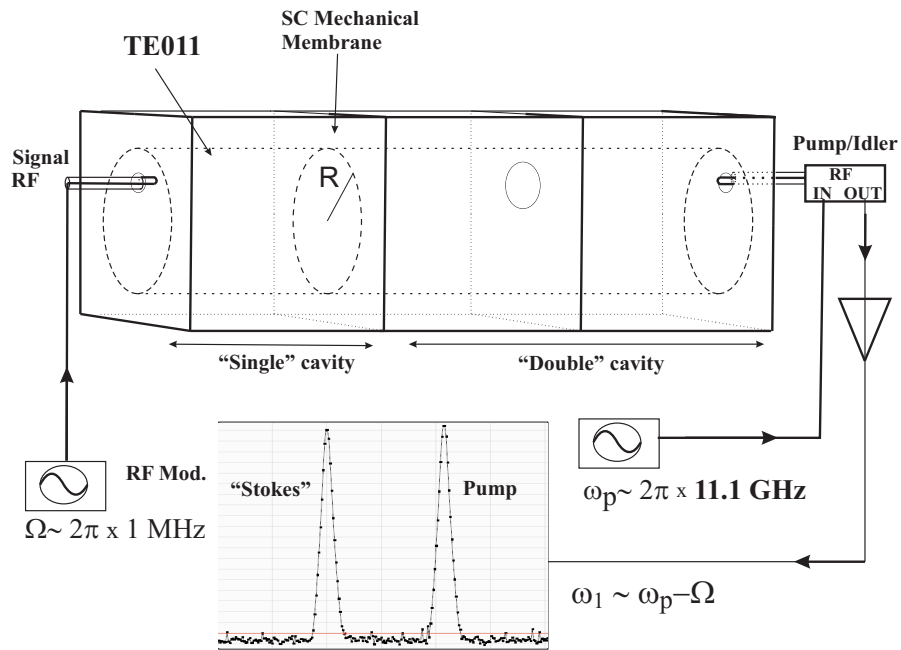 SC Mechanical
Membrane
TE011
Signal
RF
R
Pump/Idler
RF
IN OUT
“Single” cavity
“Double” cavity
RF Mod.
Ω~ 2π x 1 MHz
“Stokes”
Pump
ωp~ 2π x 11.1 GHz
ω1 ~ ωp–Ω